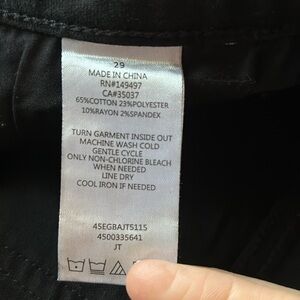 29
MADE IN CHINA
RN#149497
CA#35037
65%COTTON 23%POLYESTER
10%RAYON 2%SPANDEX
TURN GARMENT INSIDE OUT
MACHINE WASH COLD
GENTLE CYCLE
ONLY NON-CHLORINE BLEACH
WHEN NEEDED
LINE DRY
COOL IRON IF NEEDED
45EGBAJT5115
4500335641
JT